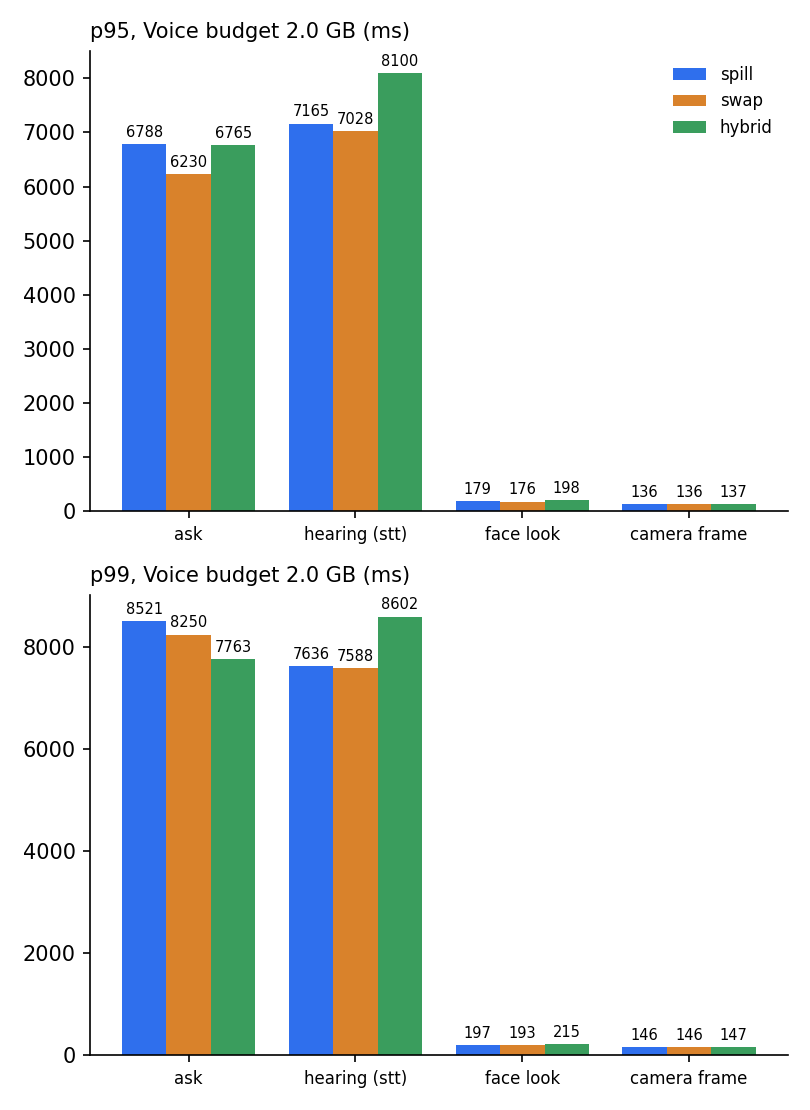 p95, Voice budget 2.0 GB (ms)
8000
7000
6000
5000
4000
3000
2000
1000
0
6788
6230
6765
7165
7028
8100
179
176
198
136
136
137
spill
swap
hybrid
ask
hearing (stt)
face look
camera frame
p99, Voice budget 2.0 GB (ms)
8000
6000
4000
2000
0
8521
8250
7763
7636
7588
8602
197
193
215
146
146
147
ask
hearing (stt)
face look
camera frame